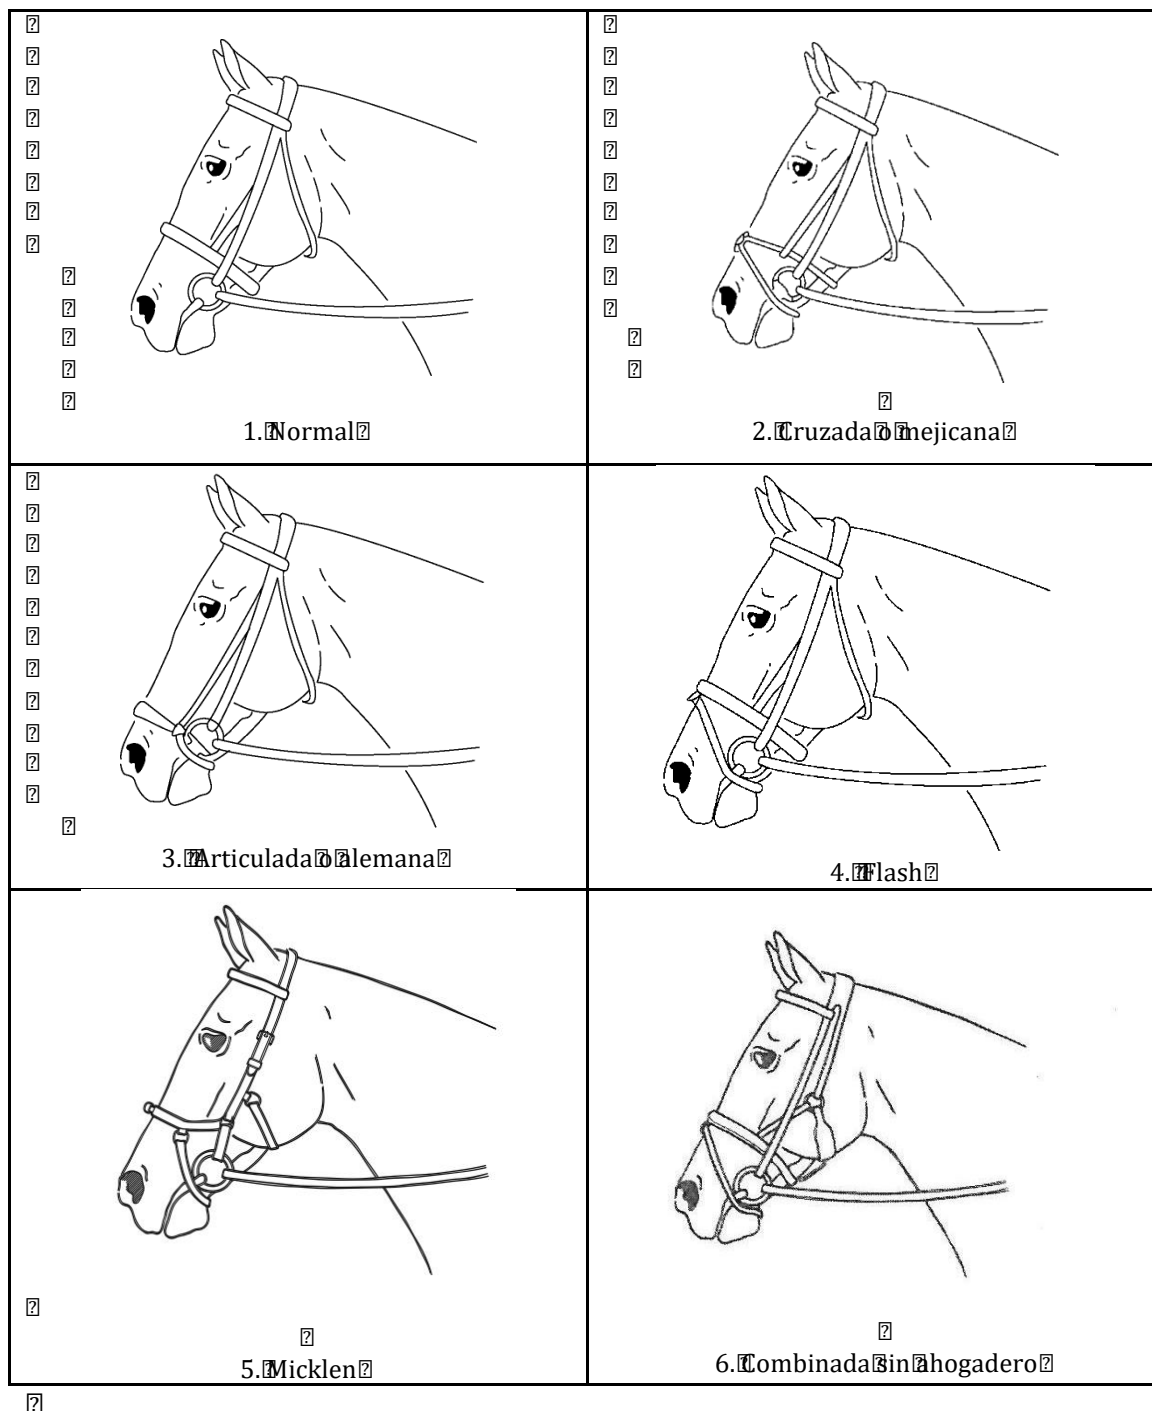 1. Normal
2. Cruzada o mejicana
3. Articulada o alemana
4. Flash
5. Micklen
6. Combinada sin ahogadero